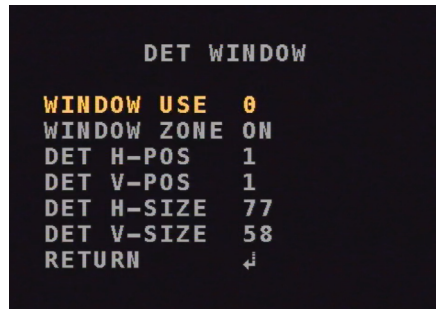 DET WINDOW
WINDOW USE 0
WINDOW ZONE ON
DET H-POS 1
DET V-POS 1
DET H-SIZE 77
DET V-SIZE 58
RETURN ↲